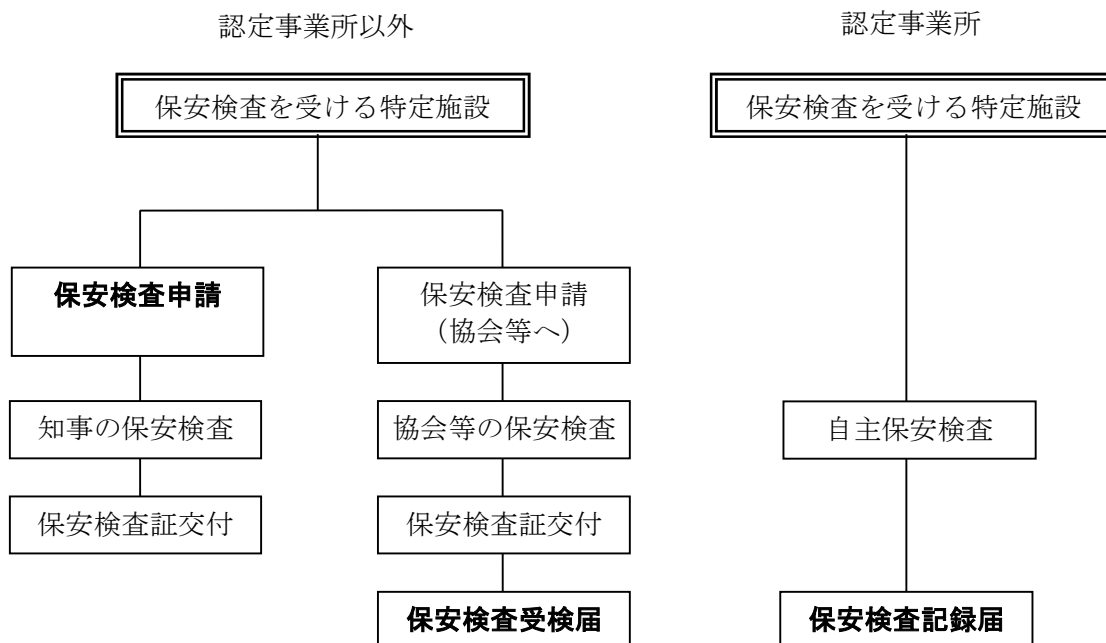 認定事業所以外
認定事業所
保安検査を受ける特定施設
保安検査を受ける特定施設
保安検査申請
保安検査申請
（協会等へ）
知事の保安検査
協会等の保安検査
自主保安検査
保安検査証交付
保安検査証交付
保安検査受検届
保安検査記録届